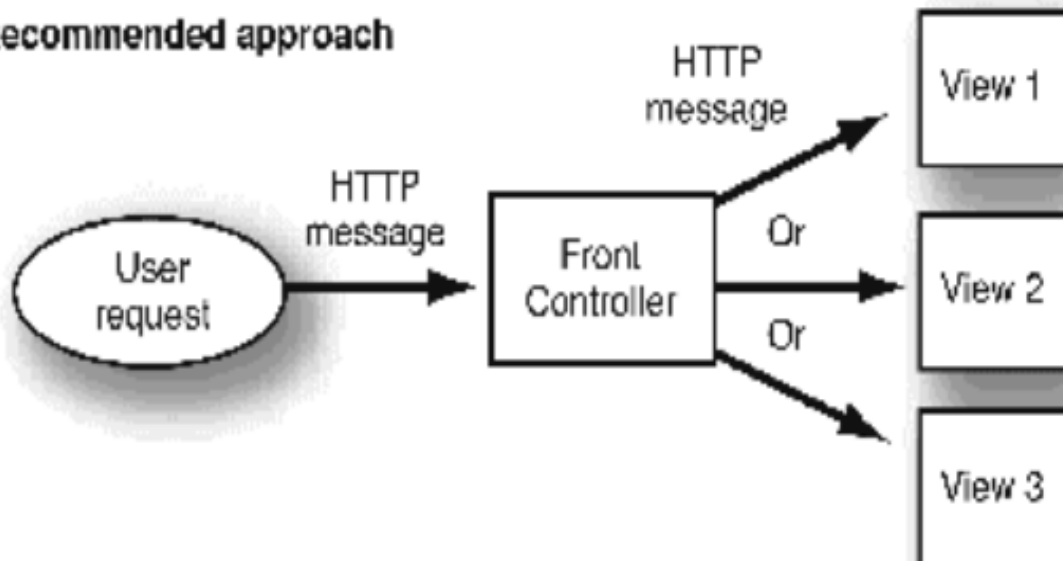 ecommended approach
HTTP
message
View 1
HTTP
message
Or
User
request
Front
Controller
View 2
Or
View 3